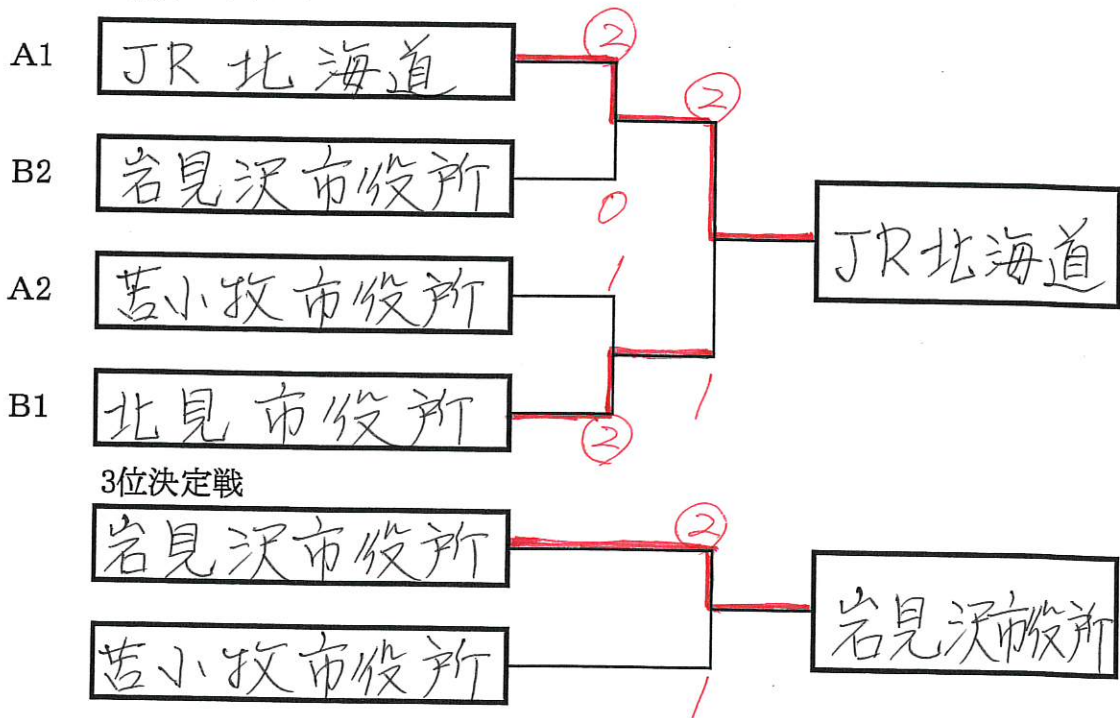 ②
A1 JR北海道
②
B2 岩見沢市役所
0
JR北海道
1
A2 苫小牧市役所
B1 北見市役所
1
②
3位決定戦
岩見沢市役所
②
岩見沢市役所
苫小牧市役所
1